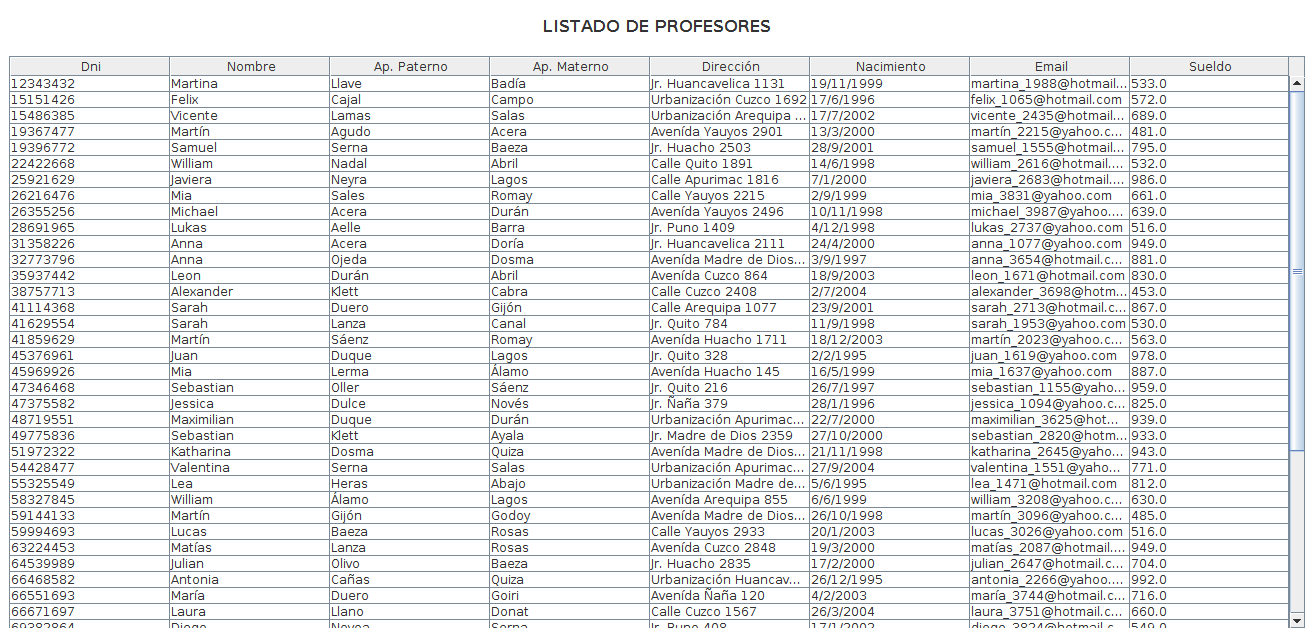 LISTADO DE PROFESORES
Dni Nombre Ap. Paterno Ap. Materno Dirección Nacimiento Email Sueldo
12343432 Martina Llave Badía Jr. Huancavelica 1131 19/11/1999 martina_1988@hotmail... 533.0
15151426 Felix Cajal Campo Urbanización Cuzco 1692 17/6/1996 felix_1065@hotmail.com 572.0
15486385 Vicente Lamas Salas Urbanización Arequipa ... 17/7/2002 vicente_2435@hotmail... 689.0
19367477 Martín Agudo Acera Avenída Yauyos 2901 13/3/2000 martín_2215@yahoo.c... 481.0
19396772 Samuel Serna Baeza Jr. Huacho 2503 28/9/2001 samuel_1555@hotmail... 795.0
22422668 William Nadal Abril Calle Quito 1891 14/6/1998 william_2616@hotmail.... 532.0
25921629 Javiera Neyra Lagos Calle Apurimac 1816 7/1/2000 javiera_2683@hotmail.... 986.0
26216476 Mia Sales Romay Calle Yauyos 2215 2/9/1999 mia_3831@yahoo.com 661.0
26355256 Michael Acera Durán Avenída Yauyos 2496 10/11/1998 michael_3987@yahoo.... 639.0
28691965 Lukas Aelle Barra Jr. Puno 1409 4/12/1998 lukas_2737@yahoo.com 516.0
31358226 Anna Acera Doría Jr. Huancavelica 2111 24/4/2000 anna_1077@yahoo.com 949.0
32773796 Anna Ojeda Dosma Avenída Madre de Dios... 3/9/1997 anna_3654@hotmail.c... 881.0
35937442 Leon Durán Abril Avenída Cuzco 864 18/9/2003 leon_1671@hotmail.com 830.0
38757713 Alexander Klett Cabra Calle Cuzco 2408 2/7/2004 alexander_3698@hotm... 453.0
41114368 Sarah Duero Gijón Calle Arequipa 1077 23/9/2001 sarah_2713@hotmail.c... 867.0
41629554 Sarah Lanza Canal Jr. Quito 784 11/9/1998 sarah_1953@yahoo.com 530.0
41859629 Martín Sáenz Romay Avenída Huacho 1711 18/12/2003 martín_2023@yahoo.c... 563.0
45376961 Juan Duque Lagos Jr. Quito 328 2/2/1995 juan_1619@yahoo.com 978.0
45969926 Mia Lerma Álamo Avenída Huacho 145 16/5/1999 mia_1637@yahoo.com 887.0
47346468 Sebastian Oller Sáenz Jr. Quito 216 26/7/1997 sebastian_1155@yaho... 959.0
47375582 Jessica Dulce Novés Jr. Ñaña 379 28/1/1996 jessica_1094@yahoo.c... 825.0
48719551 Maximilian Duque Durán Urbanización Apurimac... 22/7/2000 maximilian_3625@hot... 939.0
49775836 Sebastian Klett Ayala Jr. Madre de Dios 2359 27/10/2000 sebastian_2820@hotm... 933.0
51972322 Katharina Dosma Quiza Avenída Madre de Dios... 21/11/1998 katharina_2645@yaho... 943.0
54428477 Valentina Serna Salas Urbanización Apurimac... 27/9/2004 valentina_1551@yaho... 771.0
55325549 Lea Heras Abajo Urbanización Madre de... 5/6/1995 lea_1471@hotmail.com 812.0
58327845 William Álamo Lagos Avenída Arequipa 855 6/6/1999 william_3208@yahoo.c... 630.0
59144133 Martín Gijón Godoy Avenída Madre de Dios... 26/10/1998 martín_3096@yahoo.c... 485.0
59994693 Lucas Baeza Rosas Calle Yauyos 2933 20/1/2003 lucas_3026@yahoo.com 516.0
63224453 Matías Lanza Rosas Avenída Cuzco 2848 19/3/2000 matías_2087@hotmail.... 949.0
64539989 Julian Olivo Baeza Jr. Huacho 2835 17/2/2000 julian_2647@hotmail.c... 704.0
66468582 Antonia Cañas Quiza Urbanización Huancav... 26/12/1995 antonia_2266@yahoo.... 992.0
66551693 María Duero Goiri Avenída Ñaña 120 4/2/2003 maría_3744@hotmail.c... 716.0
66671697 Laura Llano Donat Calle Cuzco 1567 26/3/2004 laura_3751@hotmail.c... 660.0
69382864 Diego Novoa Serna Jr. Puno 408 17/1/2002 diego_3824@hotmail.c... 549.0